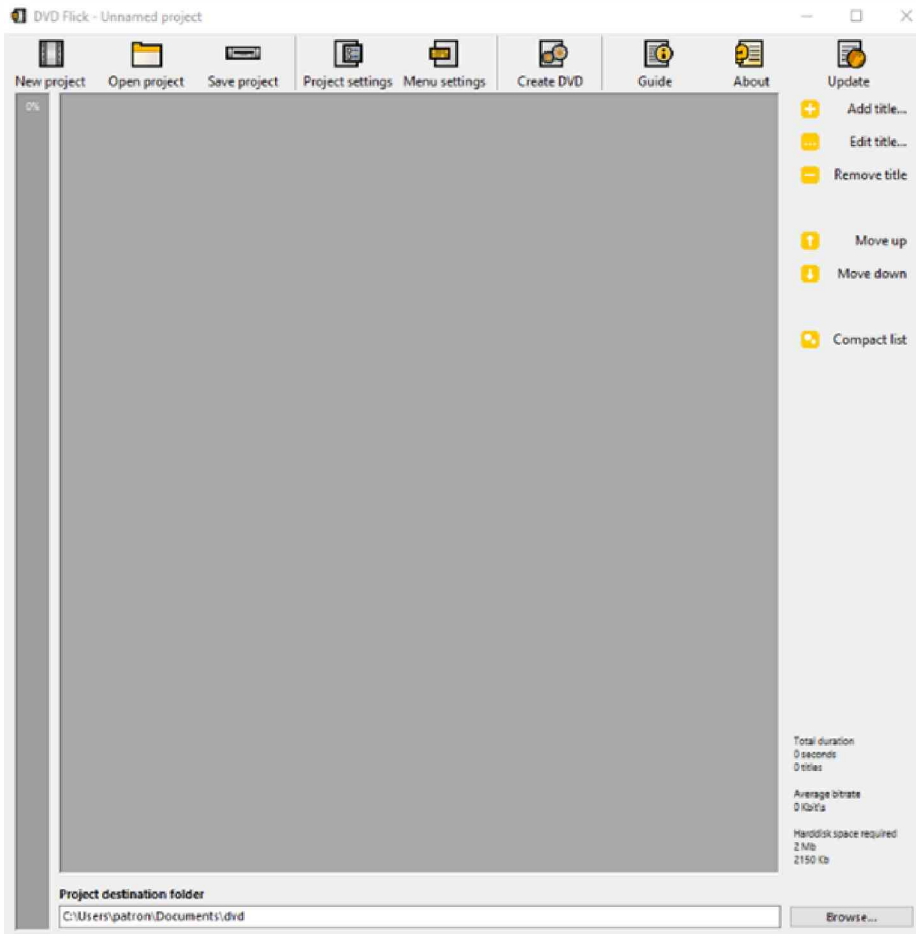 DVD Flick - Unnamed project
New project Open project Save project Project settings Menu settings Create DVD Guide About Update
0%
Add title...
Edit title...
Remove title
Move up
Move down
Compact list
Total duration
0 seconds
0 titles
Average bitrate
0 Kbit\s
Harddisk space required
2 Mb
2150 Kb
Project destination folder
C:\Users\patron\Documents\dvd
Browse...